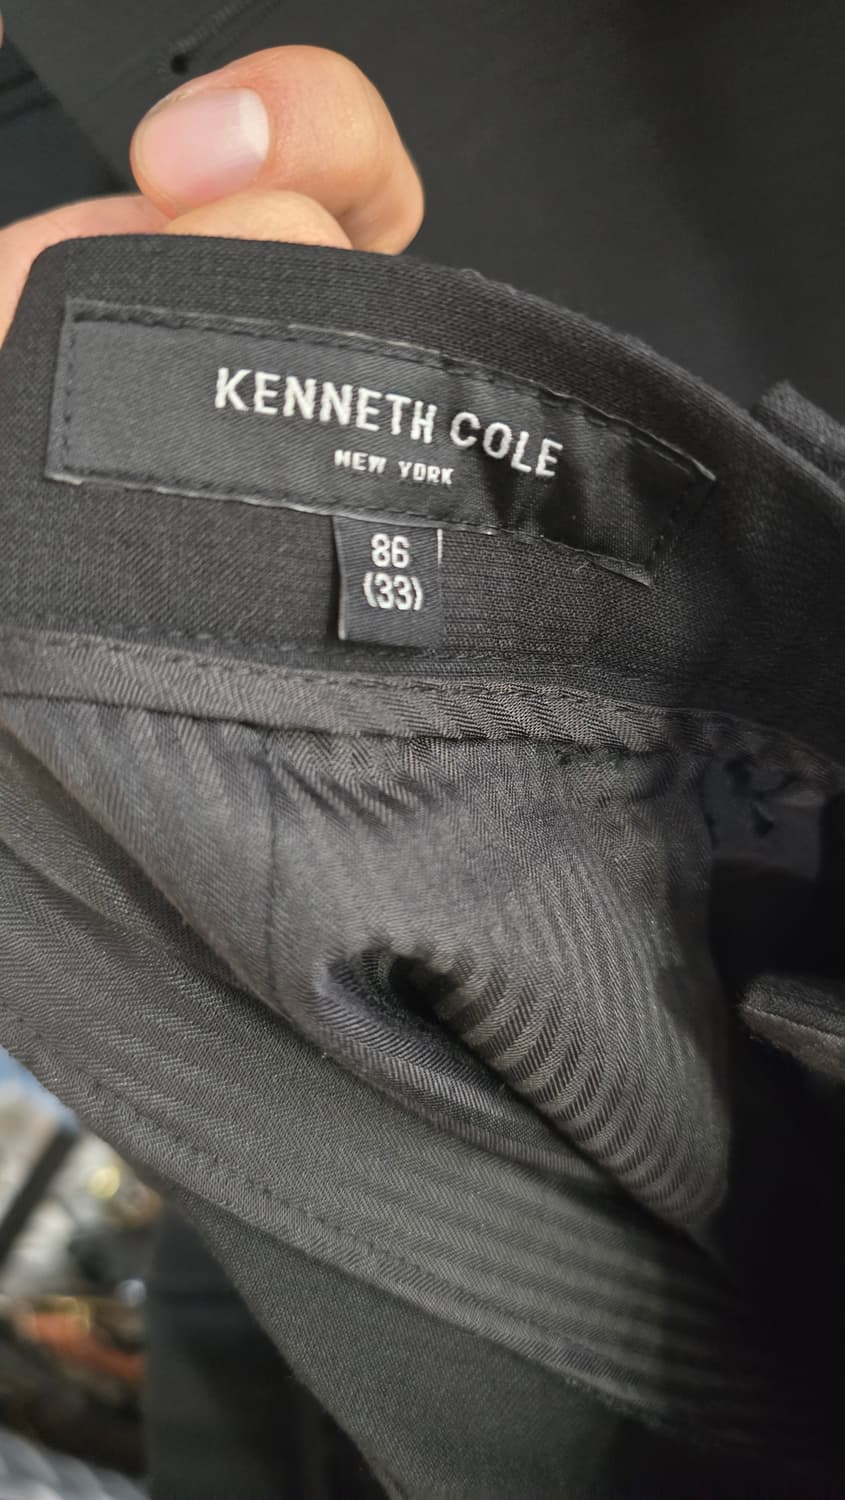 KENNETH COLE
NEW YORK
86
(33)